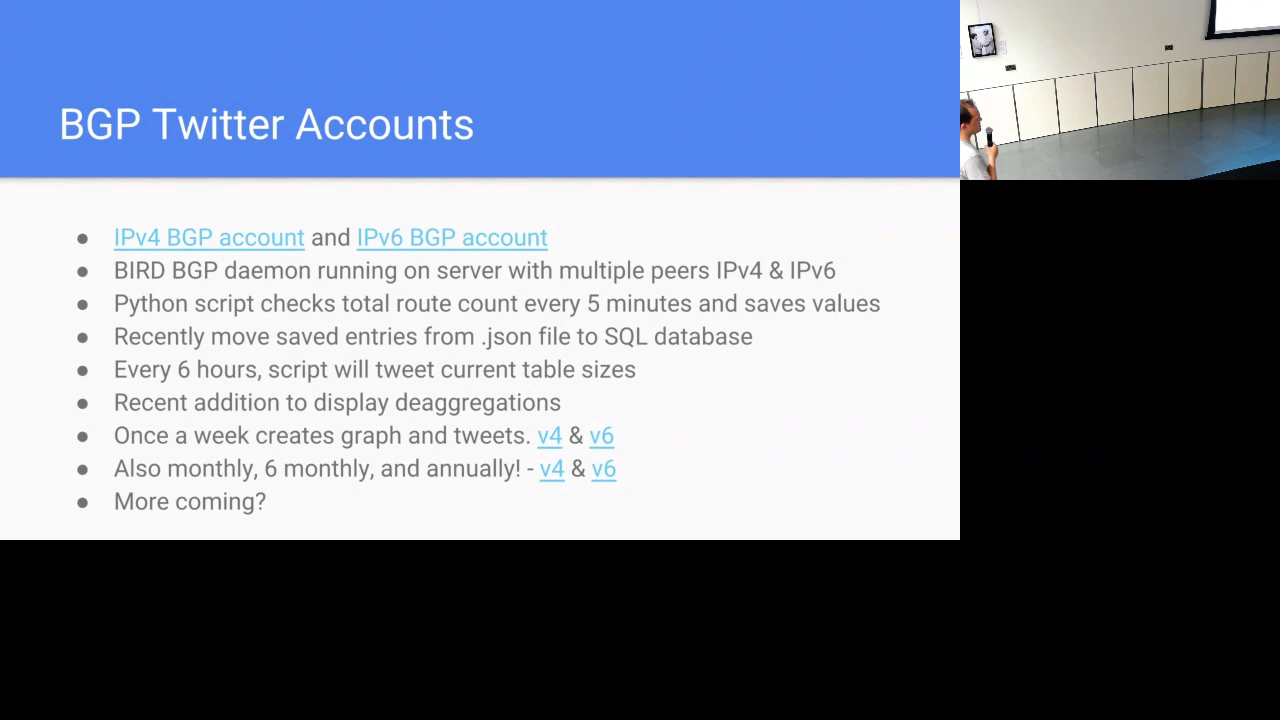 BGP Twitter Accounts
● IPv4 BGP account and IPv6 BGP account
● BIRD BGP daemon running on server with multiple peers IPv4 & IPv6
● Python script checks total route count every 5 minutes and saves values
● Recently move saved entries from .json file to SQL database
● Every 6 hours, script will tweet current table sizes
● Recent addition to display deaggregations
● Once a week creates graph and tweets. v4 & v6
● Also monthly, 6 monthly, and annually! - v4 & v6
● More coming?